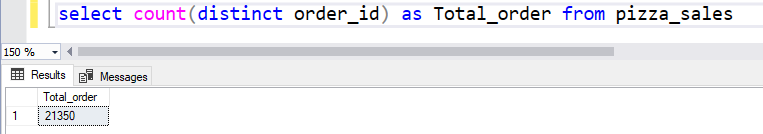 select count(distinct order_id) as Total_order from pizza_sales
150 %
Results Messages
Total_order
1 21350